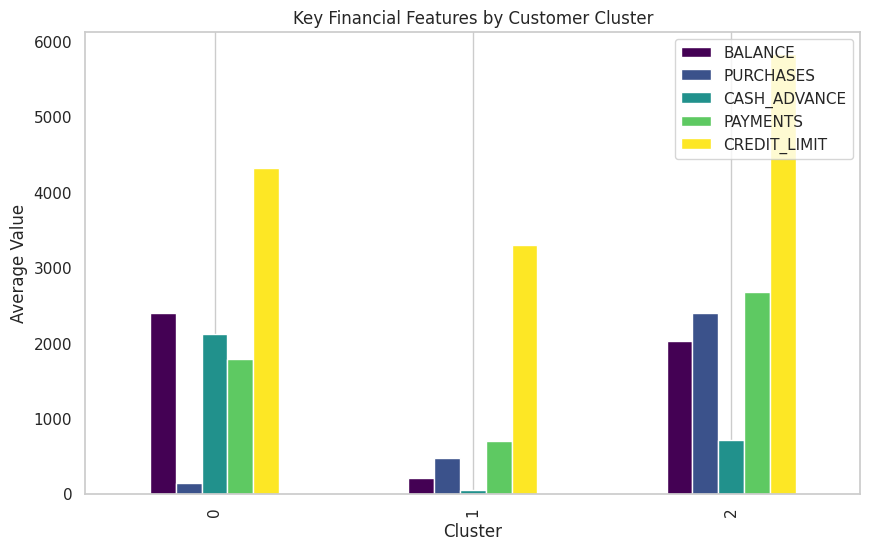 Key Financial Features by Customer Cluster
BALANCE
PURCHASES
CASH_ADVANCE
PAYMENTS
CREDIT_LIMIT
6000
5000
4000
3000
2000
1000
0
Average Value
0
1
2
Cluster